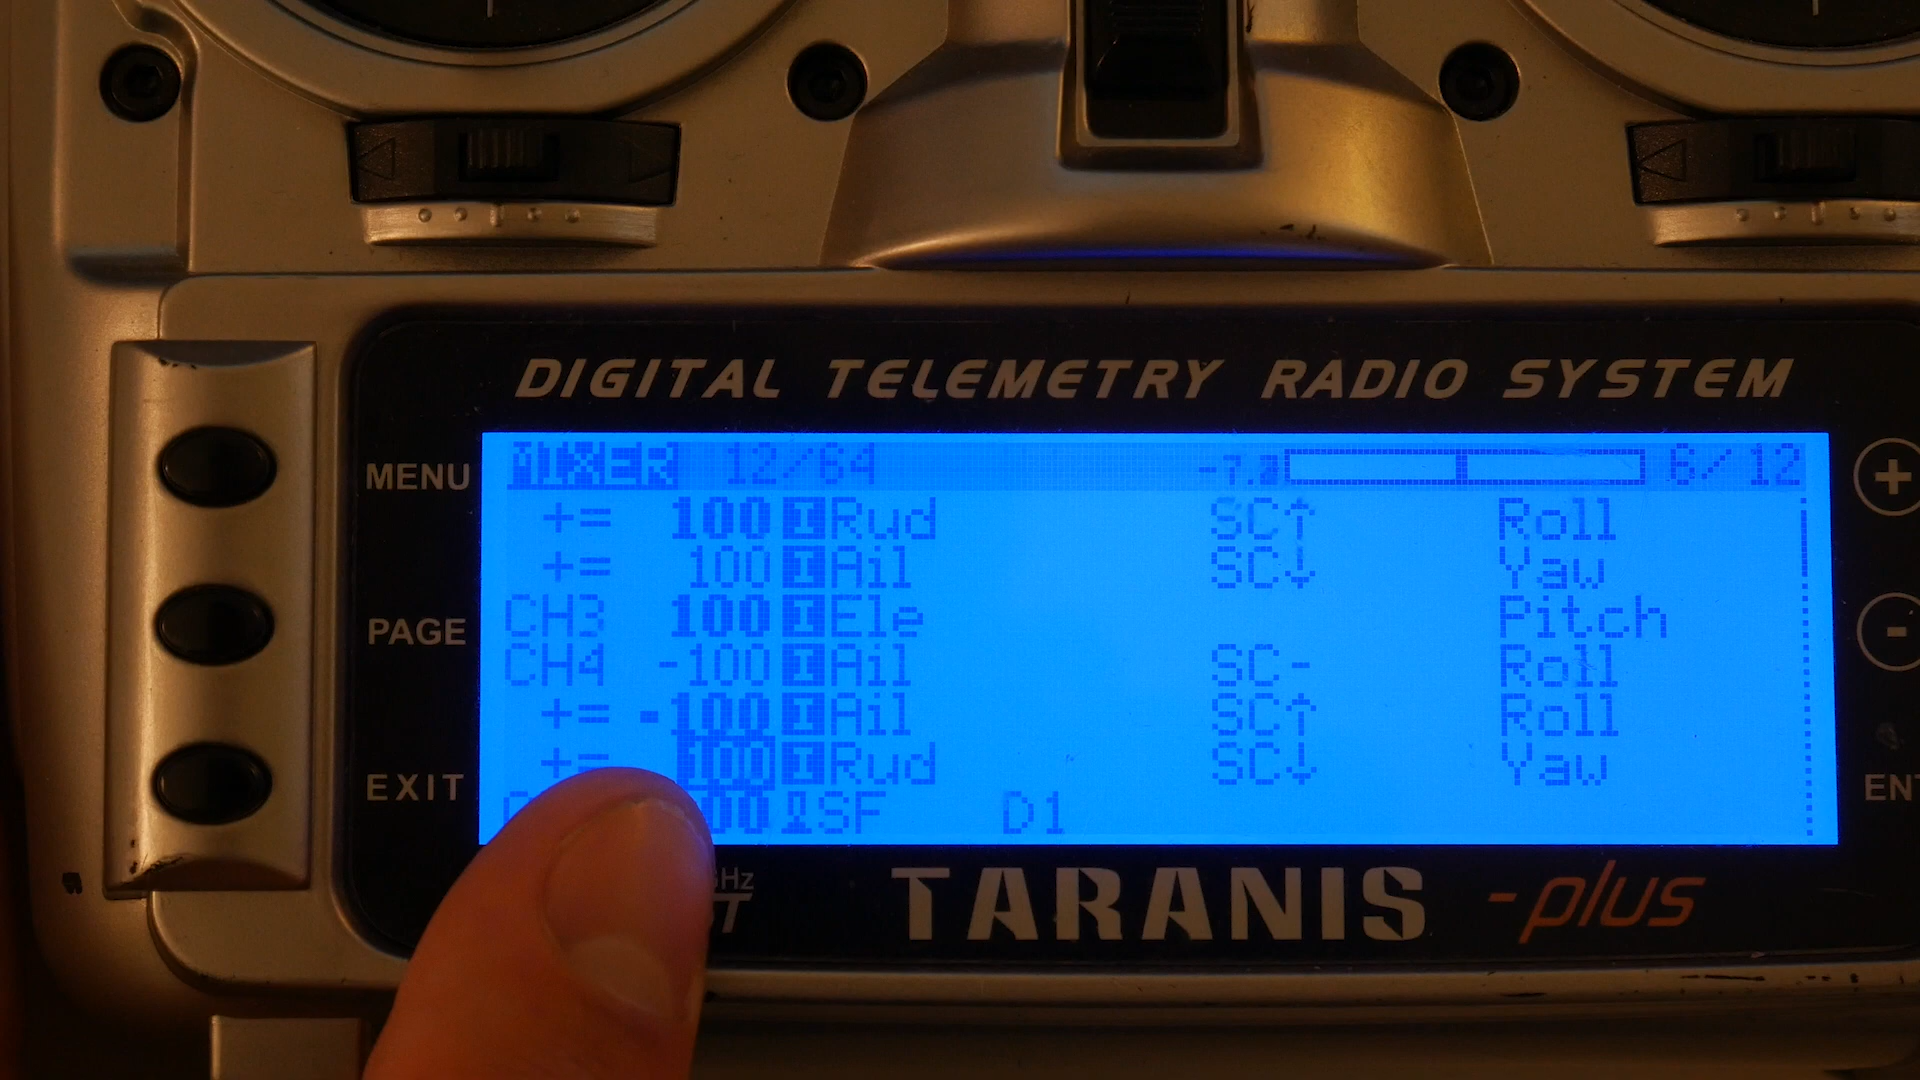 DIGITAL TELEMETRY RADIO SYSTEM
MIXER 12/64 6/12
+= 100 I Rud SC↑ Roll
+= 100 I Ail SC↓ Yaw
CH3 100 I Ele Pitch
CH4 -100 I Ail SC- Roll
+= -100 I Ail SC↑ Roll
+= 100 I Rud SC↓ Yaw
SF D1
MENU
PAGE
EXIT
+
-
TARANIS -plus